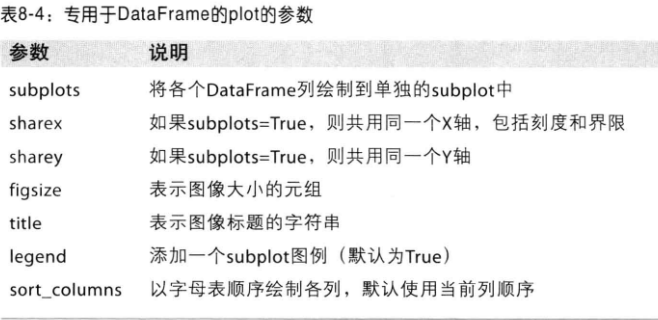 表8-4：专用于DataFrame的plot的参数
参数 说明
subplots 将各个DataFrame列绘制到单独的subplot中
sharex 如果subplots=True，则共用同一个X轴，包括刻度和界限
sharey 如果subplots=True，则共用同一个Y轴
figsize 表示图像大小的元组
title 表示图像标题的字符串
legend 添加一个subplot图例（默认为True）
sort_columns 以字母表顺序绘制各列，默认使用当前列顺序